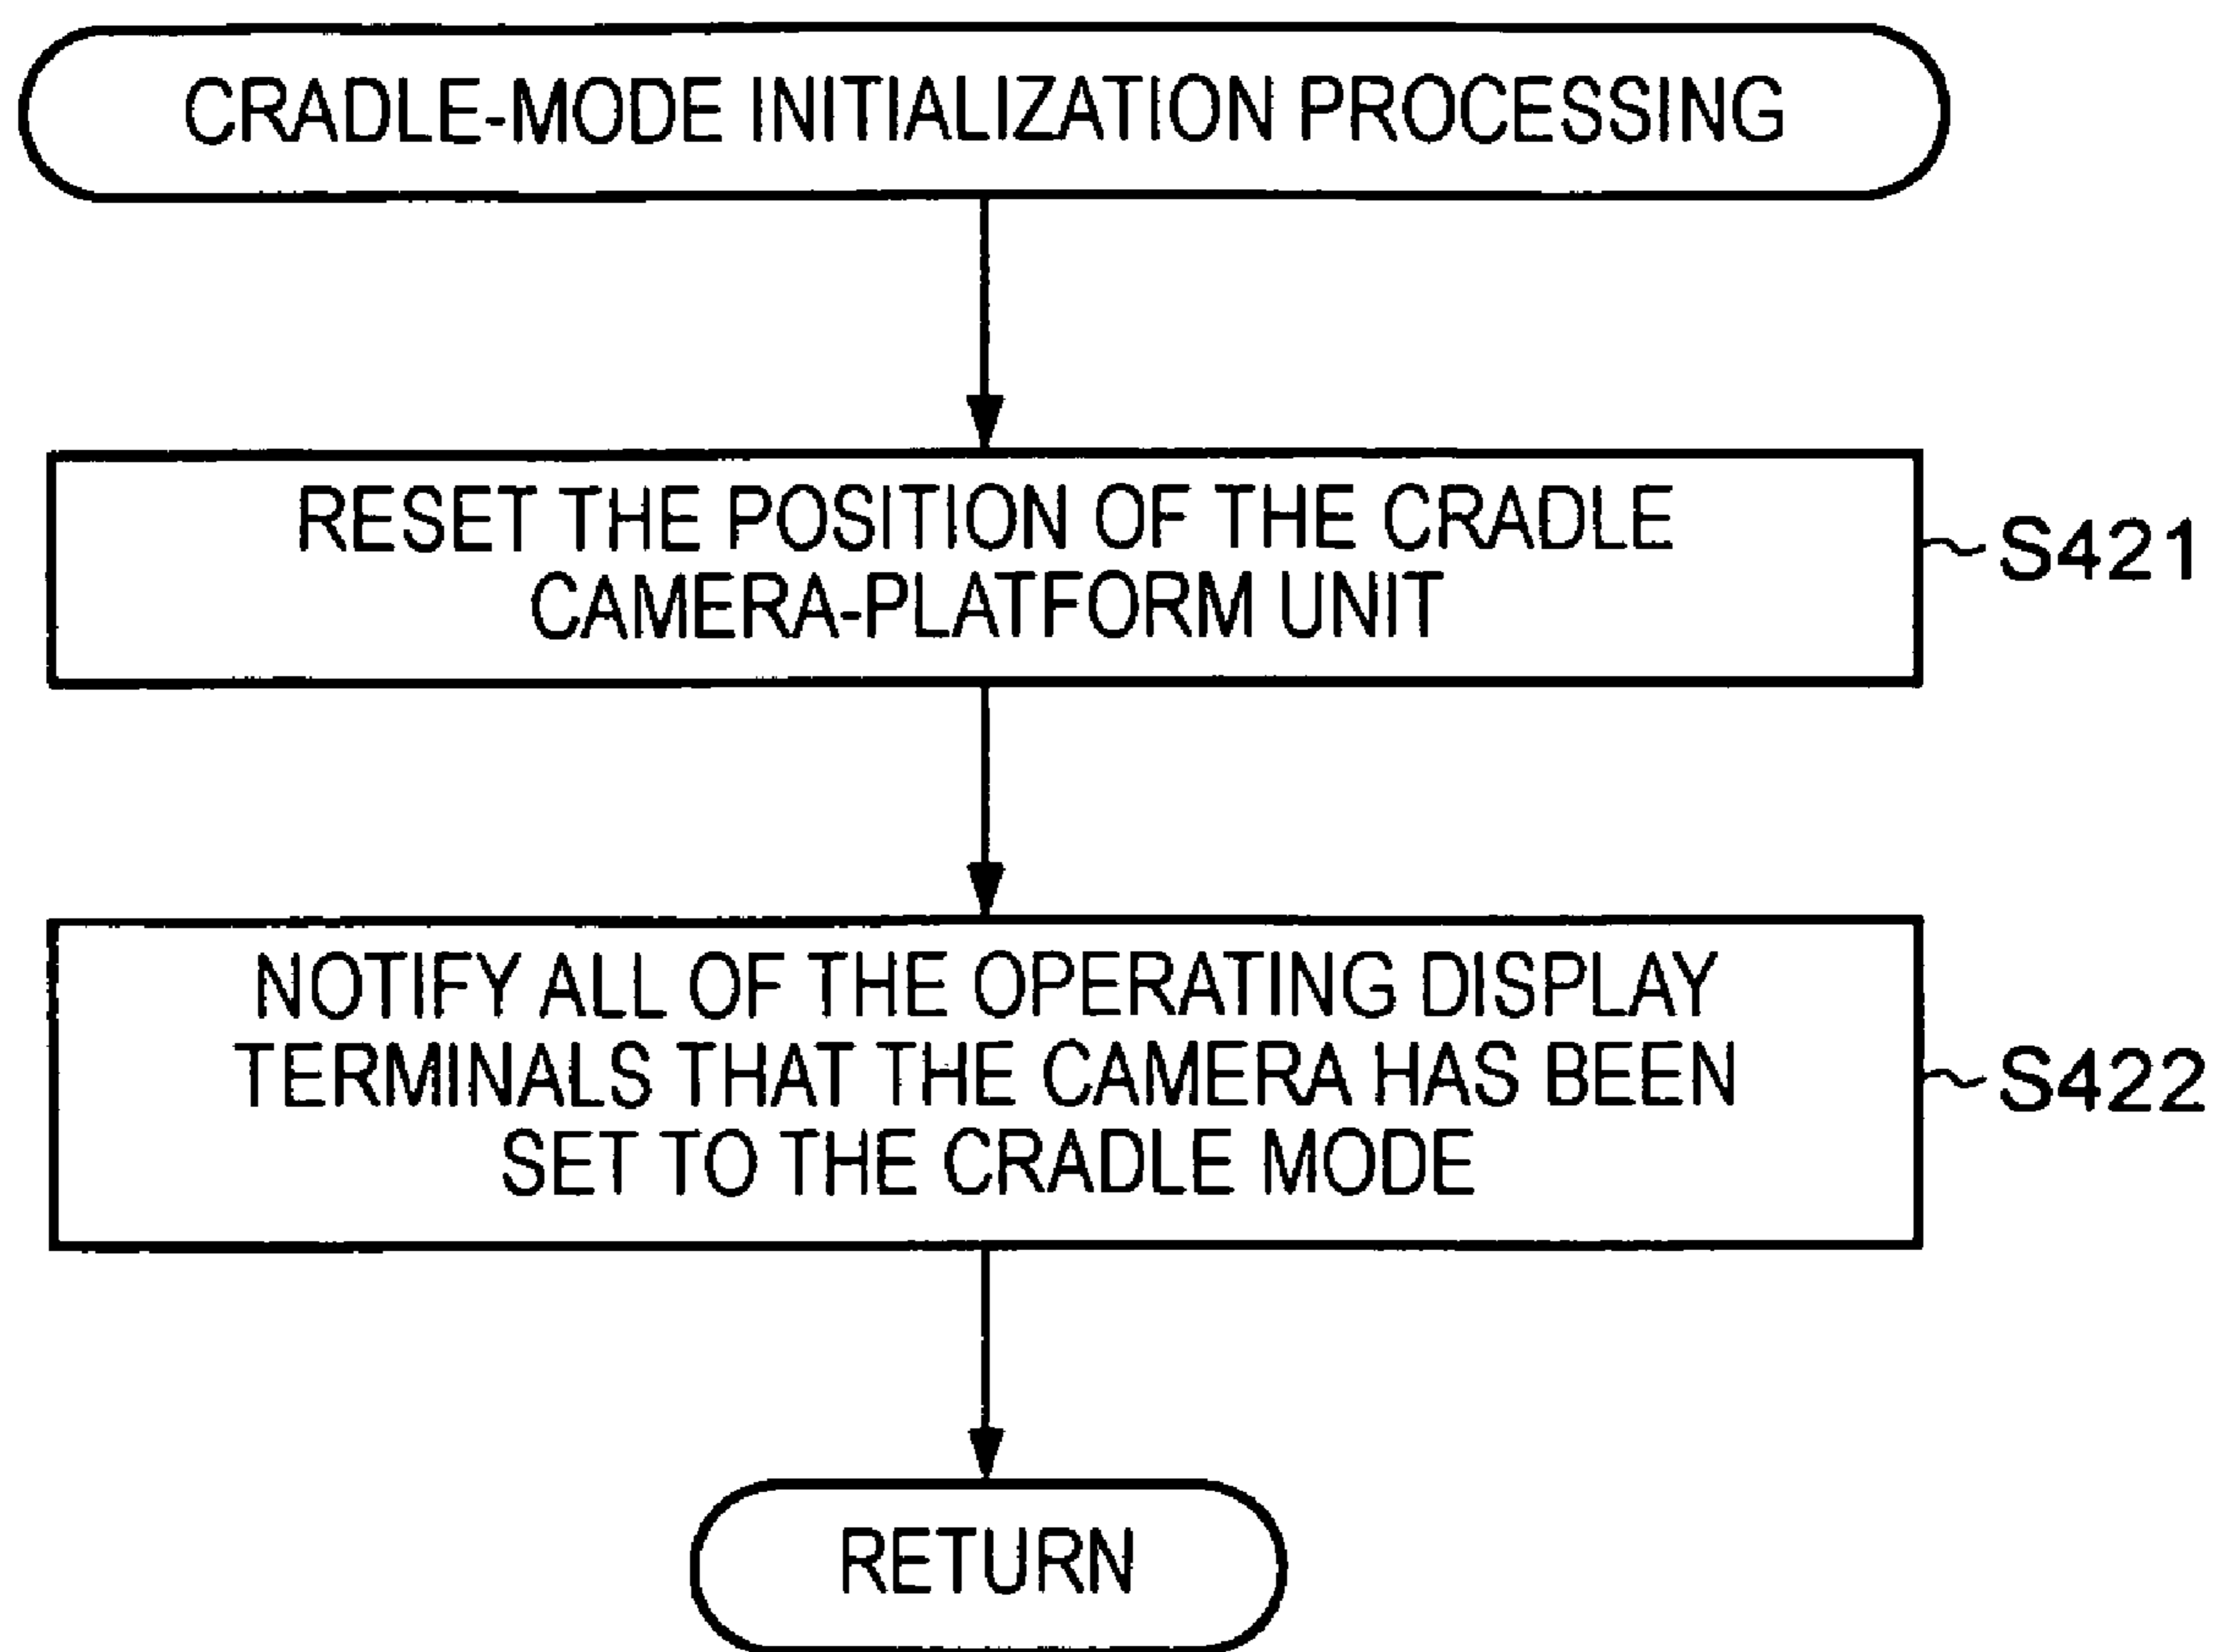 CRADLE-MODE INITIALIZATION PROCESSING
RESET THE POSITION OF THE CRADLE
CAMERA-PLATFORM UNIT
S421
NOTIFY ALL OF THE OPERATING DISPLAY
TERMINALS THAT THE CAMERA HAS BEEN
SET TO THE CRADLE MODE
S422
RETURN